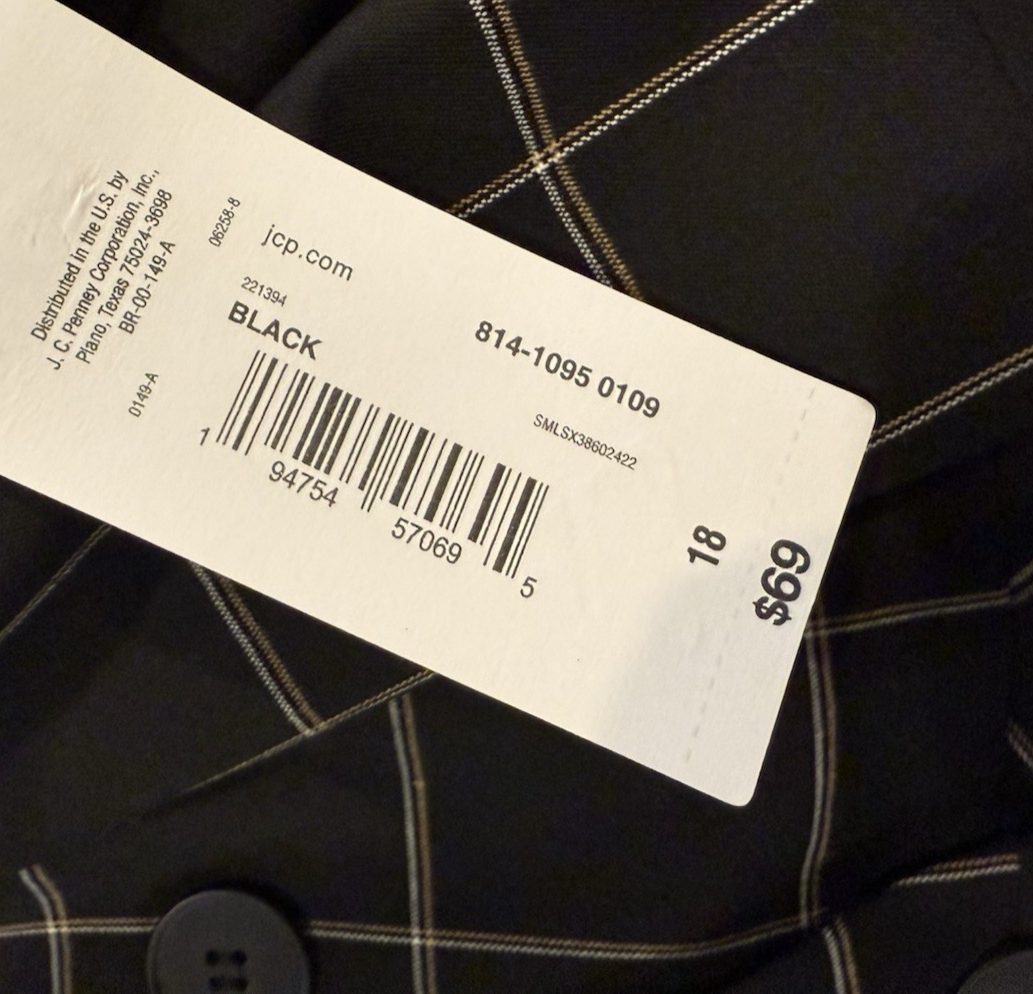 Distributed in the U.S. by
J. C. Penney Corporation, Inc.,
Plano, Texas 75024-3698
BR-00-149-A
0149-A
06258-8
jcp.com
221394
BLACK
814-1095 0109
SMLSX38602422
1 94754 57069 5
18
$69